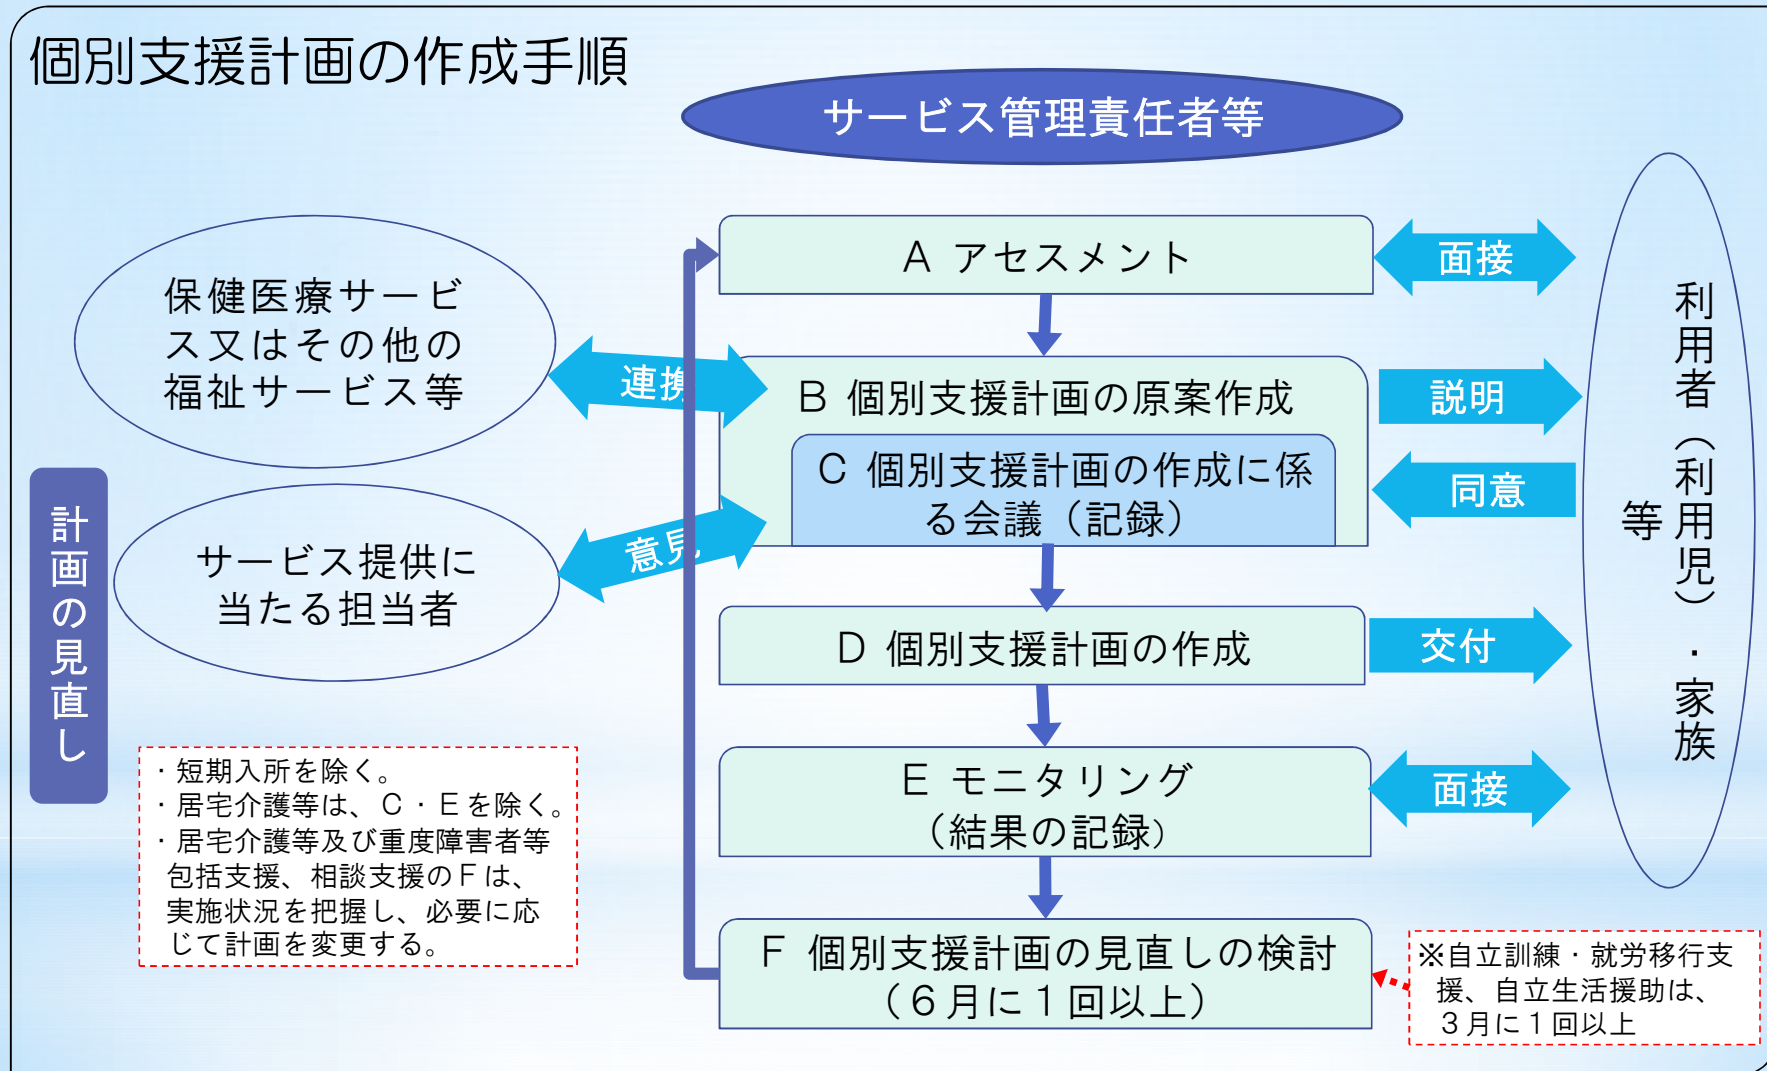 個別支援計画の作成手順
サービス管理責任者等
保健医療サービ
ス又はその他の
福祉サービス等
サービス提供に
当たる担当者
計画の見直し
連携
意見
A アセスメント
B 個別支援計画の原案作成
C 個別支援計画の作成に係
る会議（記録）
D 個別支援計画の作成
E モニタリング
（結果の記録）
F 個別支援計画の見直しの検討
（６月に１回以上）
面接
説明
同意
交付
面接
利用者（利用児）・家族
等
・短期入所を除く。
・居宅介護等は、C・Eを除く。
・居宅介護等及び重度障害者等
包括支援、相談支援のＦは、
実施状況を把握し、必要に応
じて計画を変更する。
※自立訓練・就労移行支
援、自立生活援助は、
３月に１回以上